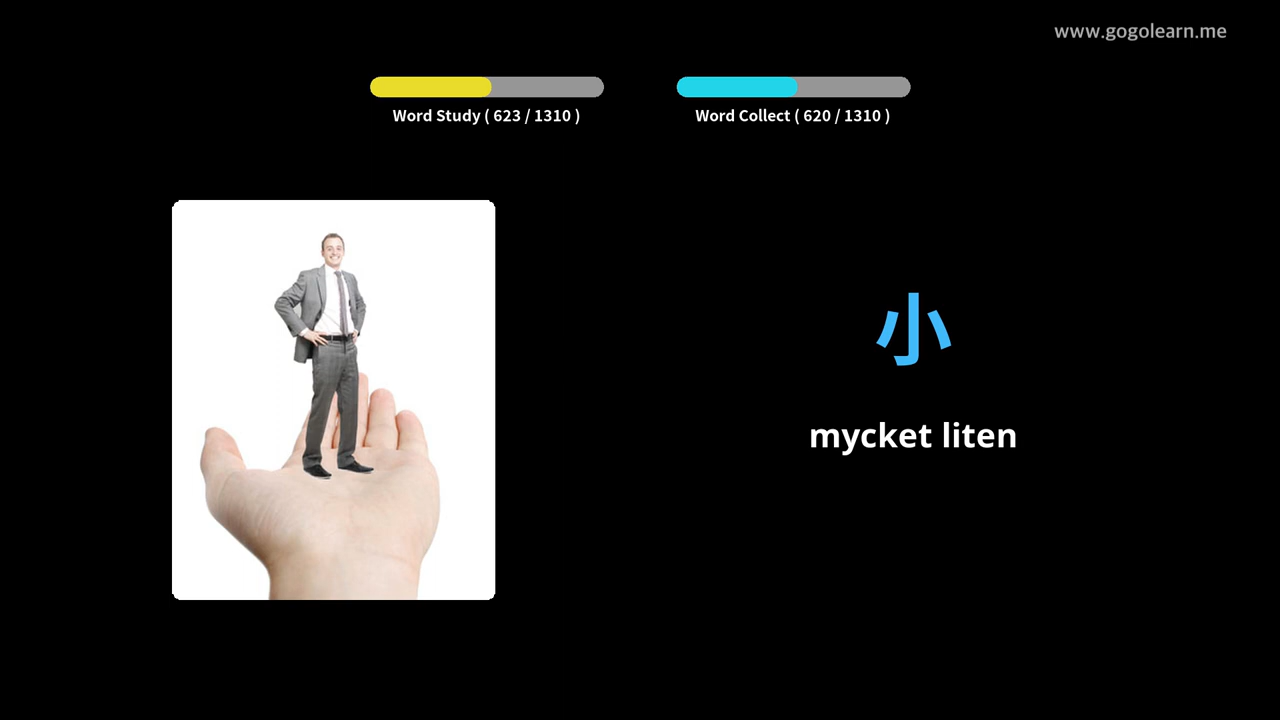 www.gogolearn.me
Word Study ( 623 / 1310 )
Word Collect ( 620 / 1310 )
小
mycket liten